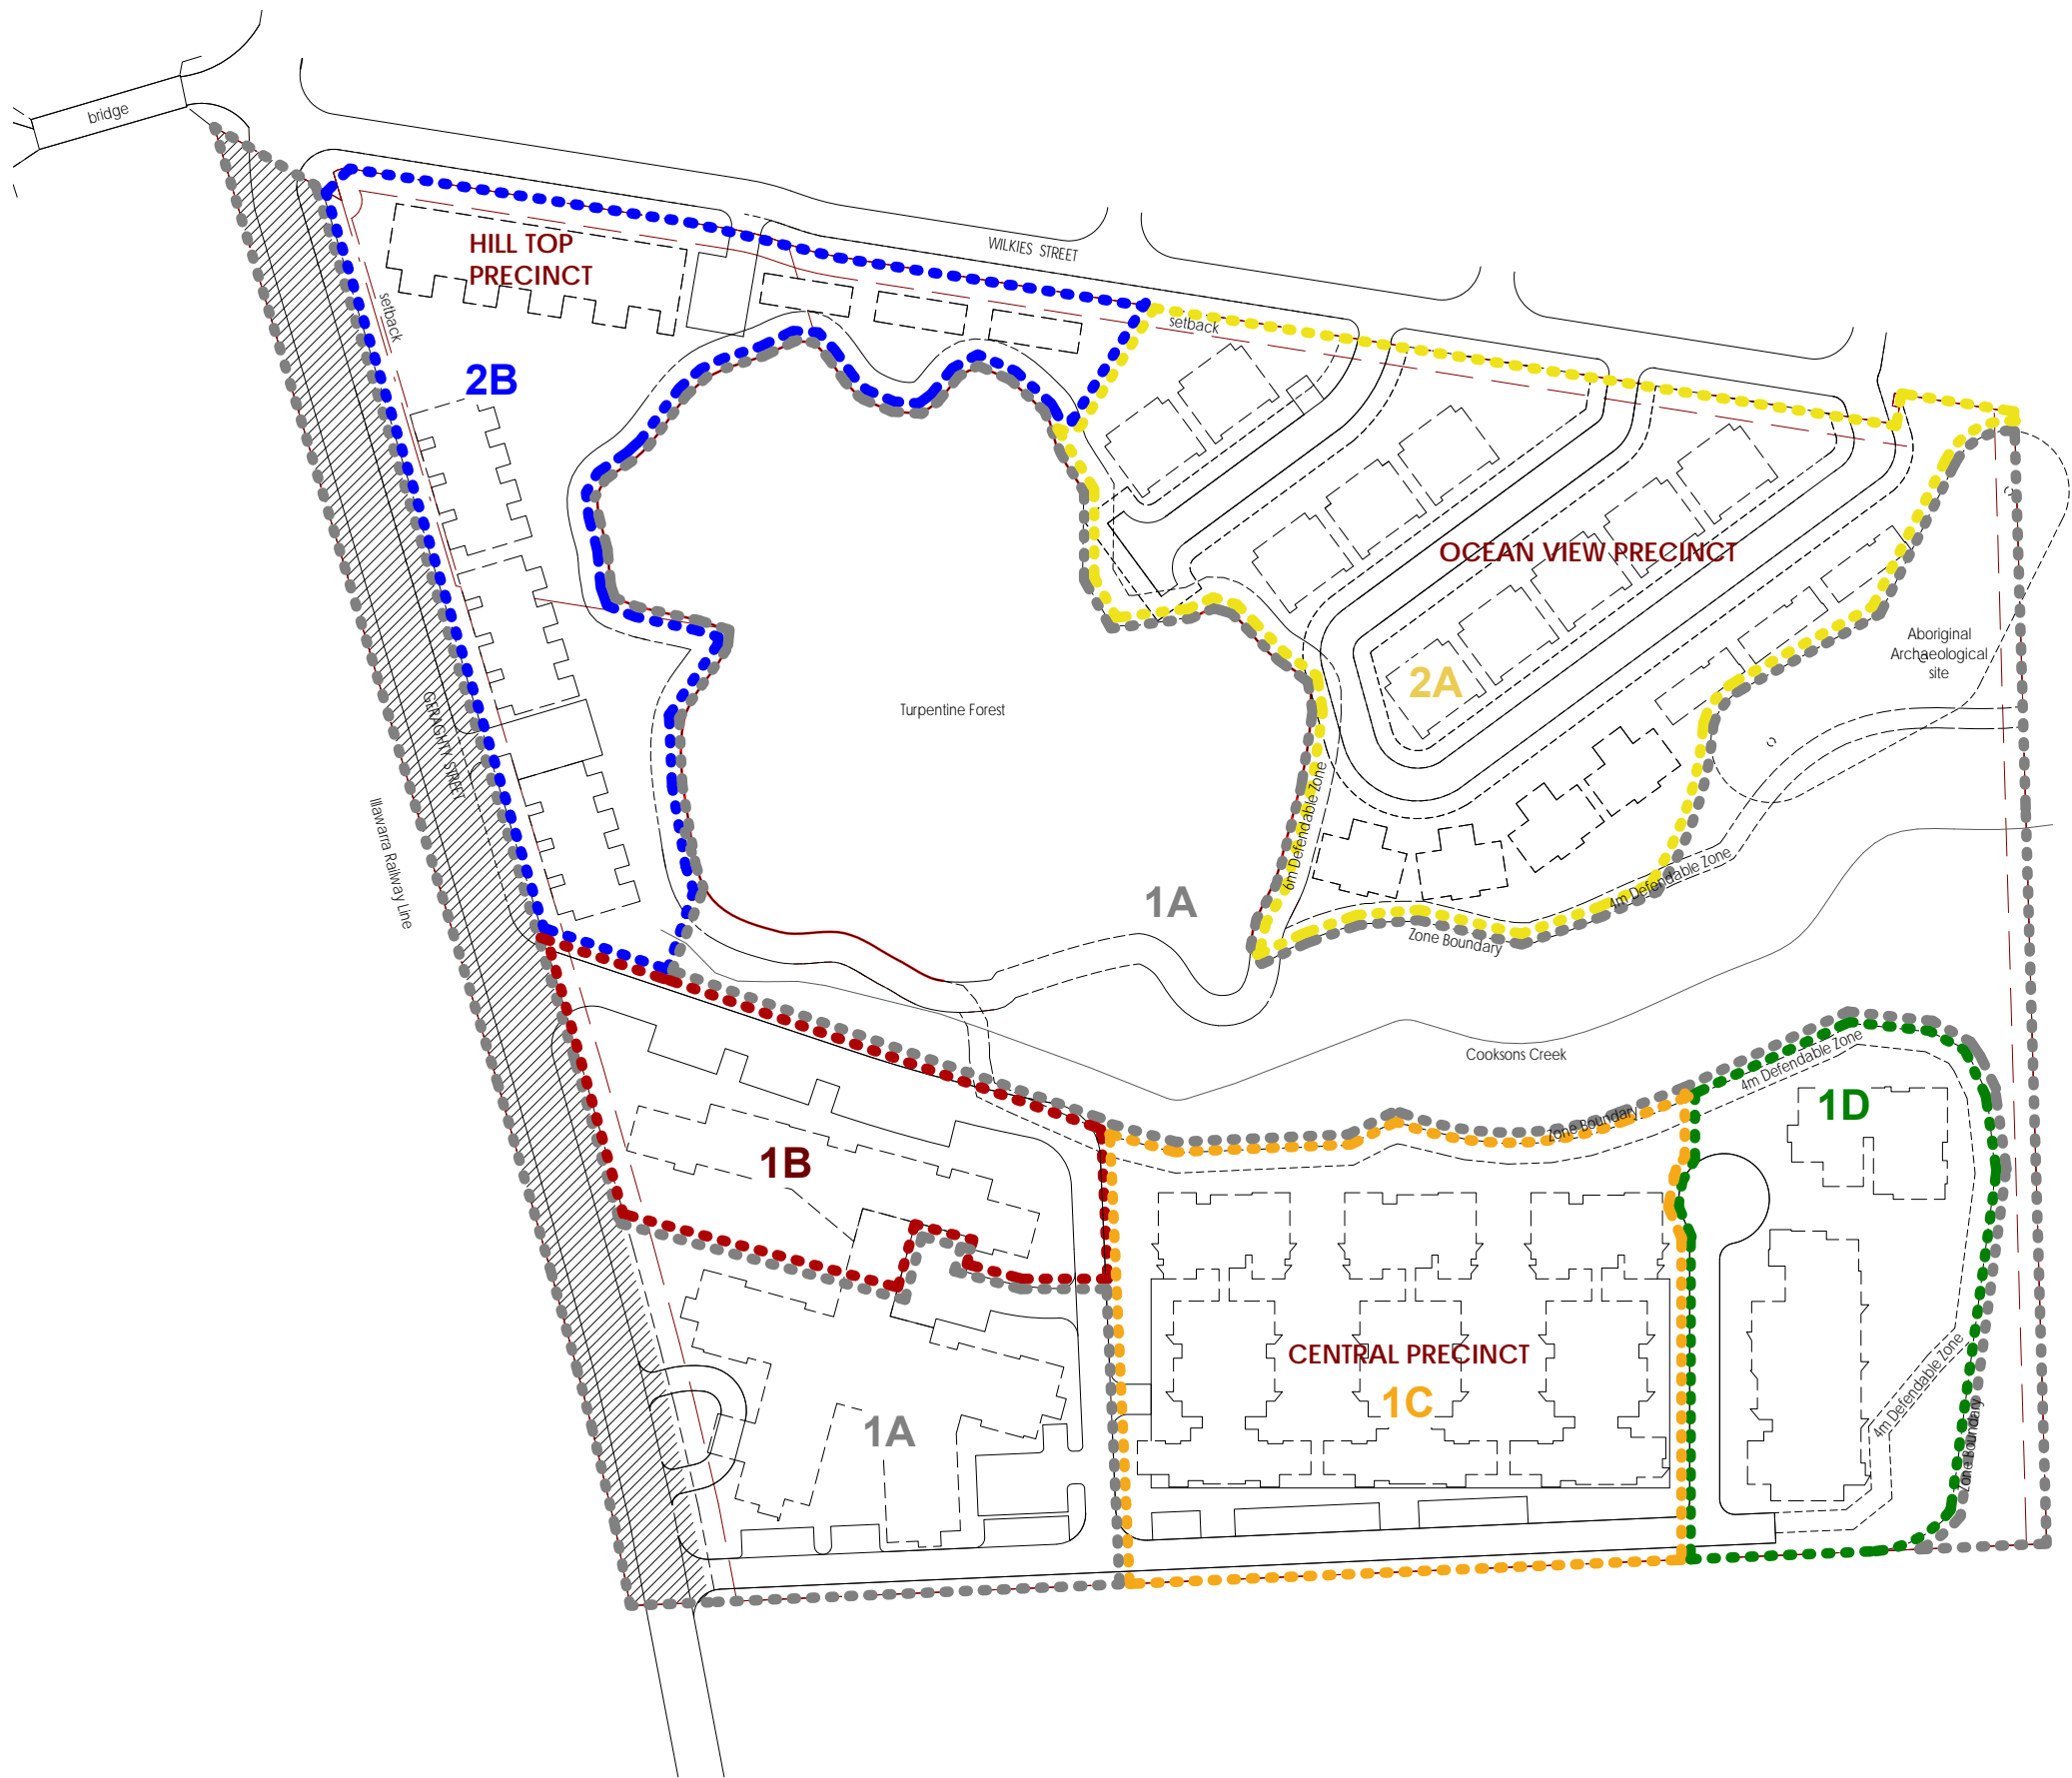 bridge
WILKIES STREET
HILL TOP
PRECINCT
setback
setback
2B
OCEAN VIEW PRECINCT
Aboriginal
Archaeological
site
2A
Turpentine Forest
GERAGHTY STREET
Illawarra Railway Line
6m Defendable Zone
1A
4m Defendable Zone
Zone Boundary
Cooksons Creek
4m Defendable Zone
Zone Boundary
1D
1B
CENTRAL PRECINCT
1C
1A
4m Defendable Zone
Zone Boundary